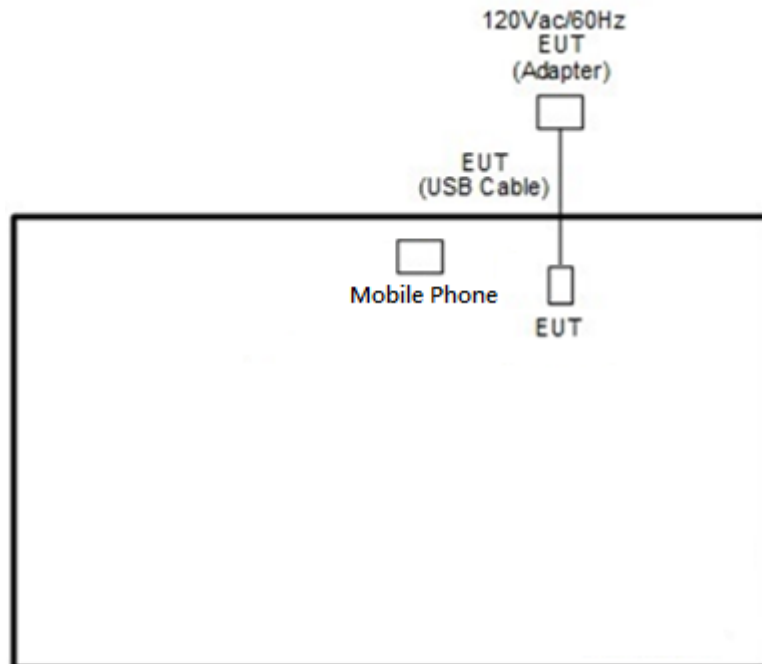 120Vac/60Hz
EUT
(Adapter)
EUT
(USB Cable)
Mobile Phone
EUT